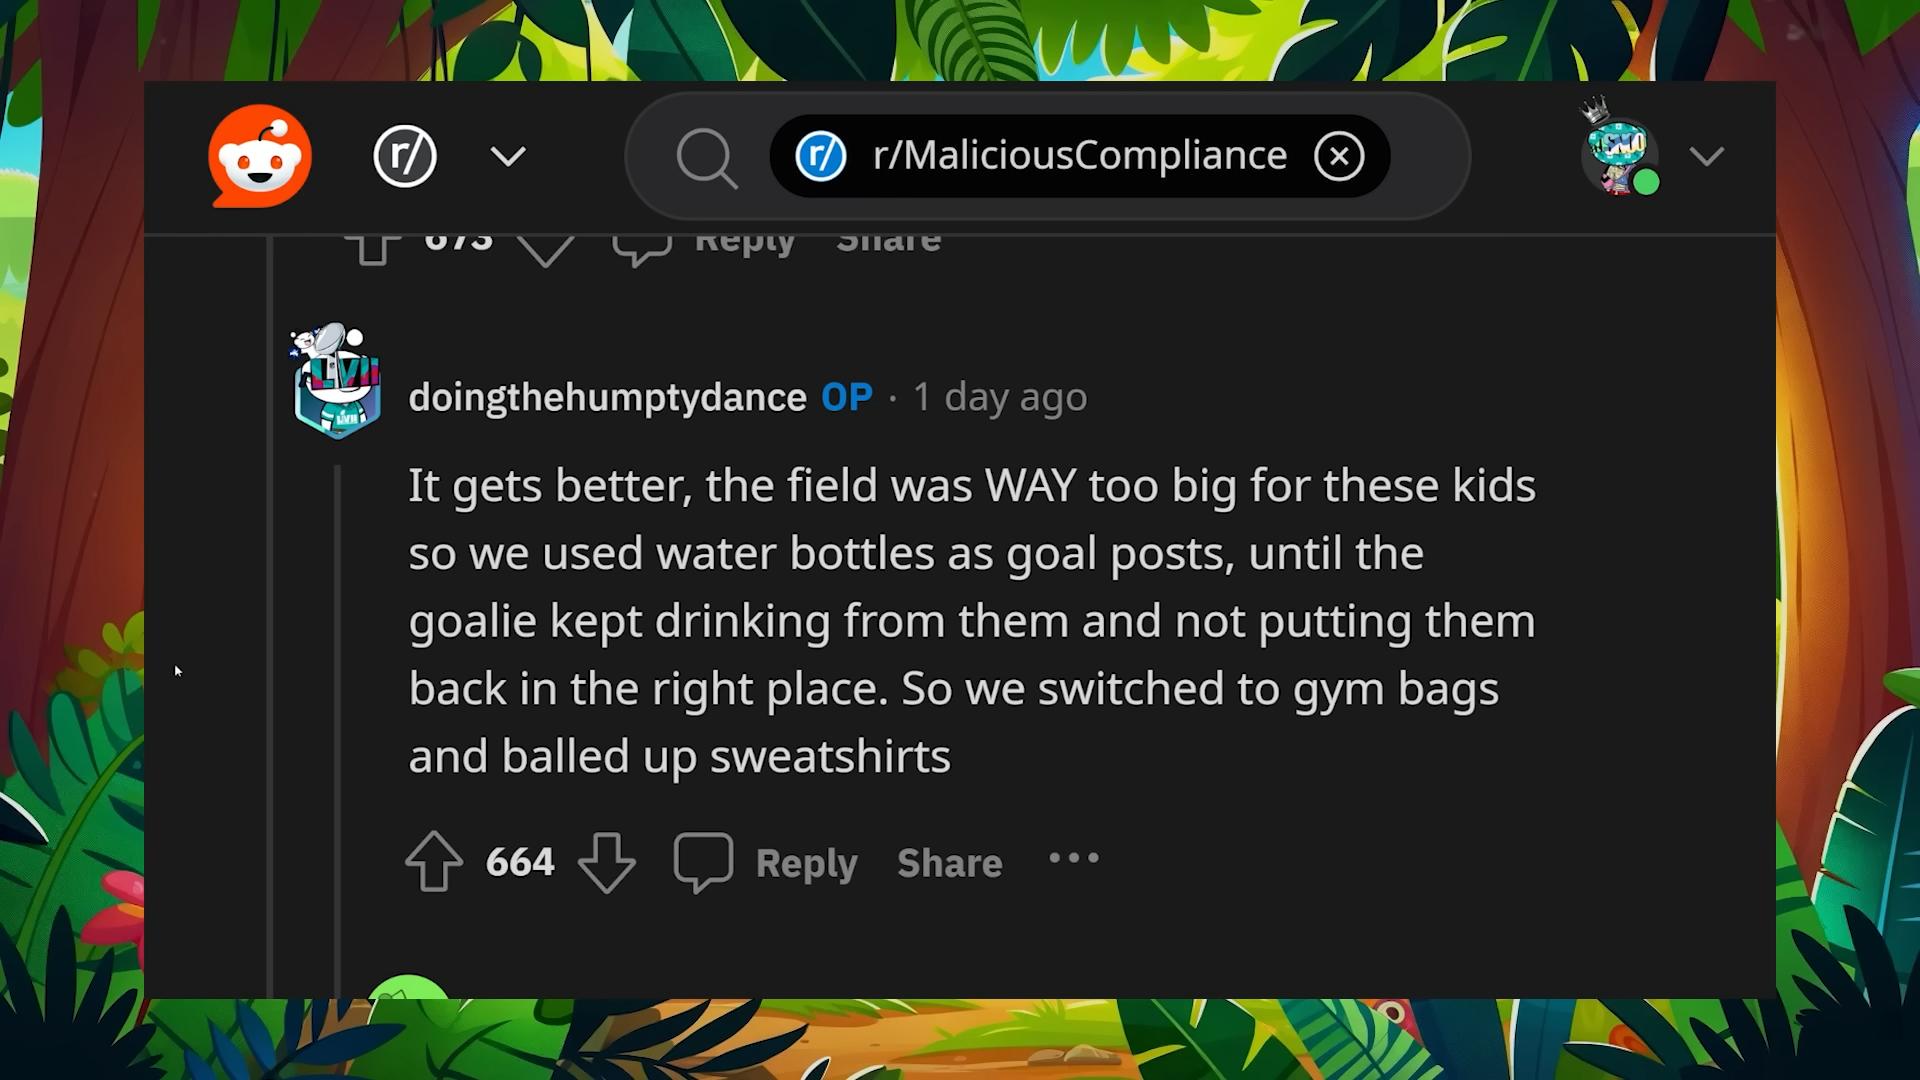 r/ r/ r/MaliciousCompliance
673 Reply Share
doingthehumptydance OP · 1 day ago
It gets better, the field was WAY too big for these kids
so we used water bottles as goal posts, until the
goalie kept drinking from them and not putting them
back in the right place. So we switched to gym bags
and balled up sweatshirts
664 Reply Share
LVII